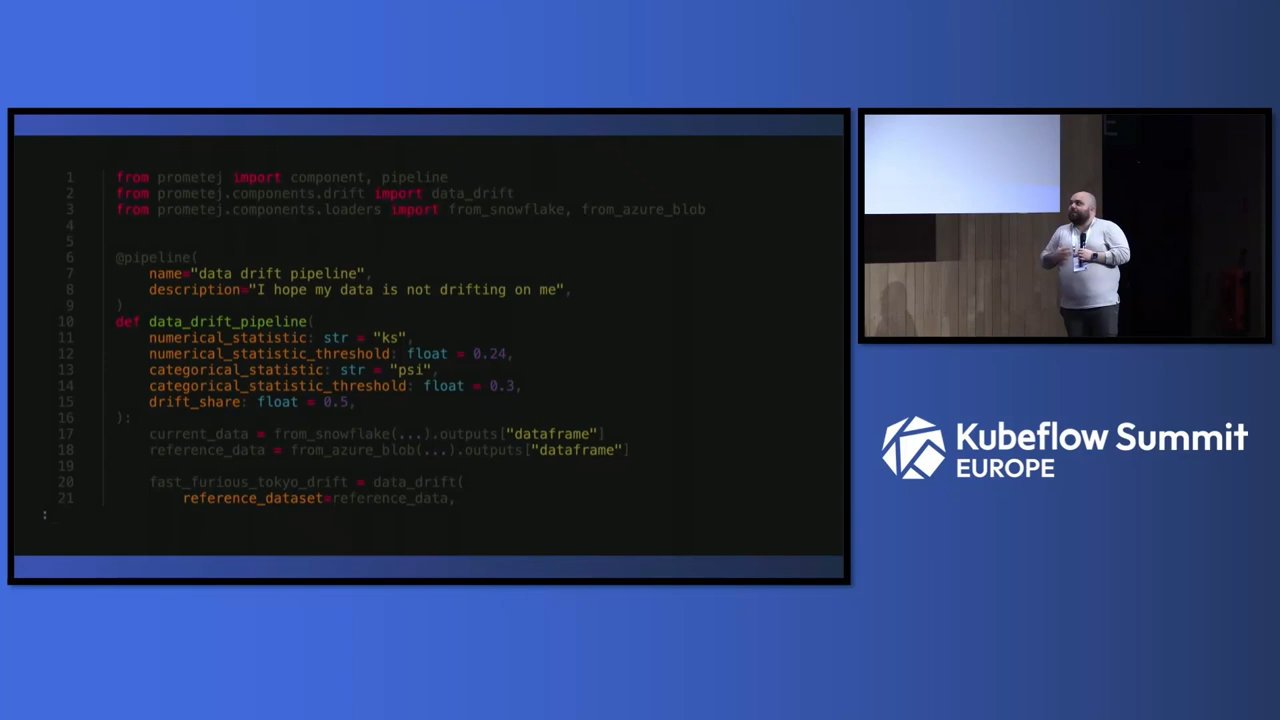 1 from prometej import component, pipeline
2 from prometej.components.drift import data_drift
3 from prometej.components.loaders import from_snowflake, from_azure_blob
4
5
6 @pipeline(
7     name="data drift pipeline",
8     description="I hope my data is not drifting on me",
9 )
10 def data_drift_pipeline(
11     numerical_statistic: str = "ks",
12     numerical_statistic_threshold: float = 0.24,
13     categorical_statistic: str = "psi",
14     categorical_statistic_threshold: float = 0.3,
15     drift_share: float = 0.5,
16 ):
17     current_data = from_snowflake(...).outputs["dataframe"]
18     reference_data = from_azure_blob(...).outputs["dataframe"]
19
20     fast_furious_tokyo_drift = data_drift(
21         reference_dataset=reference_data,
:
Kubeflow Summit
EUROPE